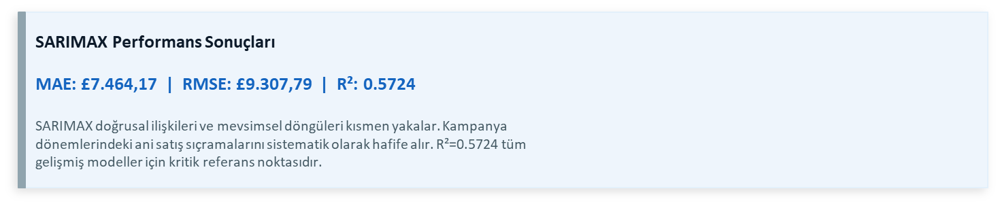 SARIMAX Performans Sonuçları
MAE: £7.464,17 | RMSE: £9.307,79 | R²: 0.5724
SARIMAX doğrusal ilişkileri ve mevsimsel döngüleri kısmen yakalar. Kampanya
dönemlerindeki ani satış sıçramalarını sistematik olarak hafife alır. R²=0.5724 tüm
gelişmiş modeller için kritik referans noktasıdır.